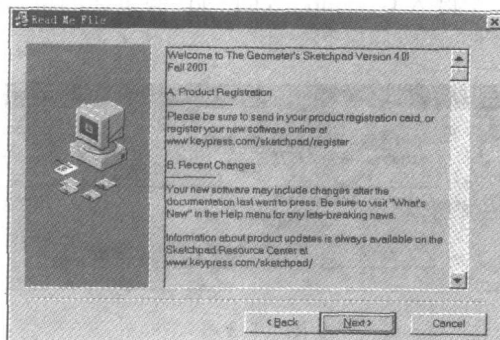 Read Me File
Welcome to The Geometer's Sketchpad Version 4.0!
Fall 2001
A. Product Registration
Please be sure to send in your product registration card, or
register your new software online at
www.keypress.com/sketchpad/register
B. Recent Changes
Your new software may include changes after the
documentation last went to press. Be sure to visit "What's
New" in the Help menu for any late-breaking news.
Information about product updates is always available on the
Sketchpad Resource Center at
www.keypress.com/sketchpad/
< Back
Next >
Cancel